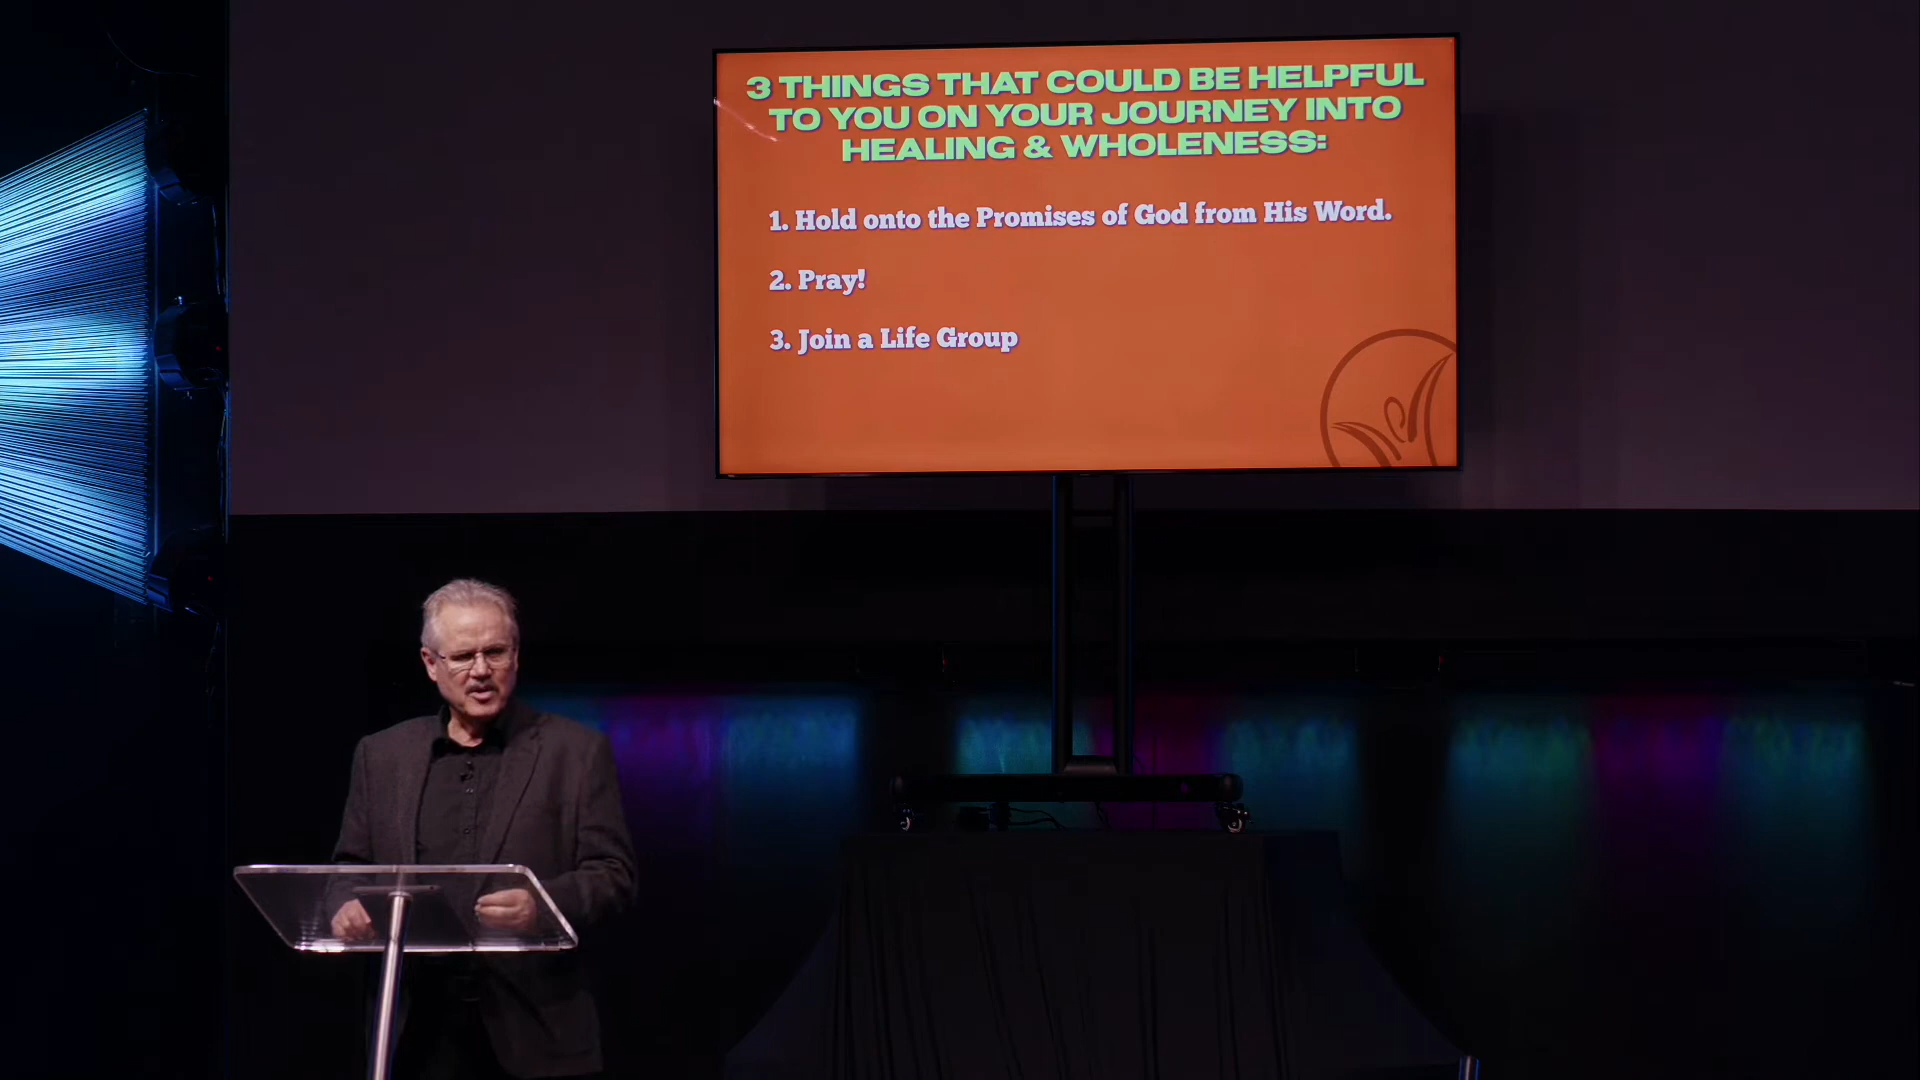 3 THINGS THAT COULD BE HELPFUL
TO YOU ON YOUR JOURNEY INTO
HEALING & WHOLENESS:
1. Hold onto the Promises of God from His Word.
2. Pray!
3. Join a Life Group